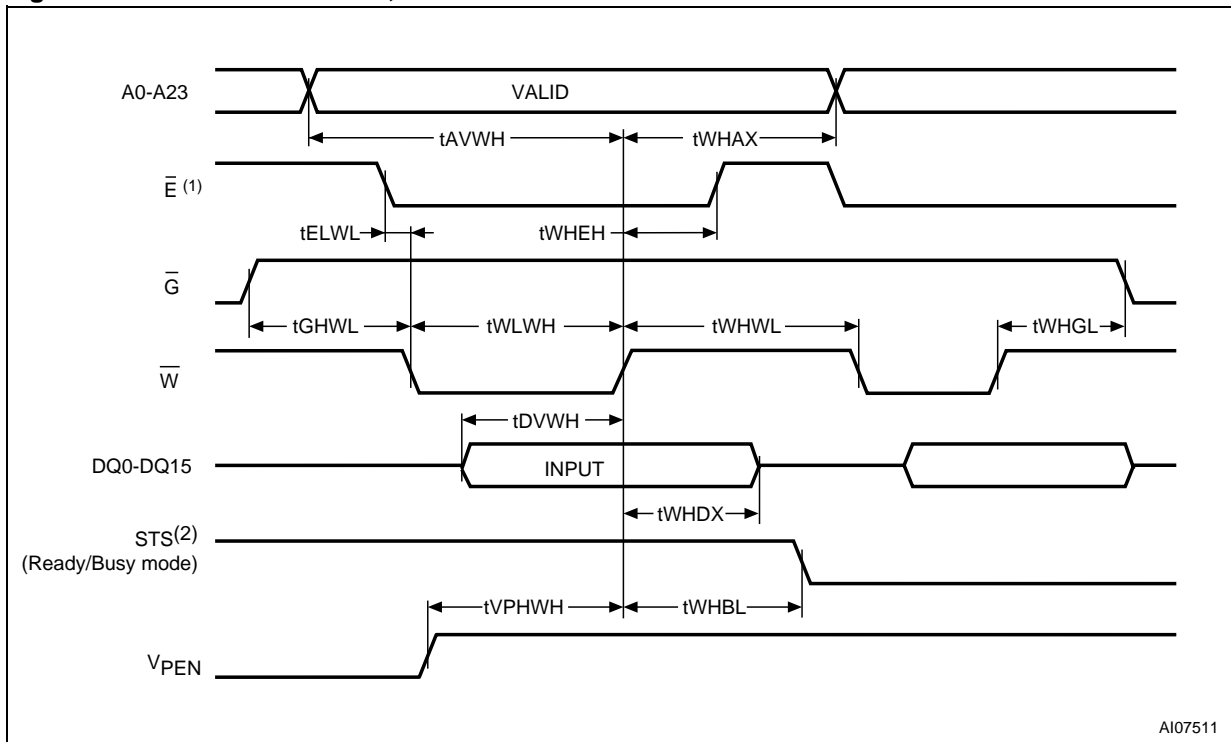 A0-A23
VALID
tAVWH
tWHAX
E̅ (1)
tELWL
tWHEH
G̅
tGHWL
tWLWH
tWHWL
tWHGL
W̅
tDVWH
DQ0-DQ15
INPUT
tWHDX
STS(2)
(Ready/Busy mode)
tVPHWH
tWHBL
VPEN
AI07511